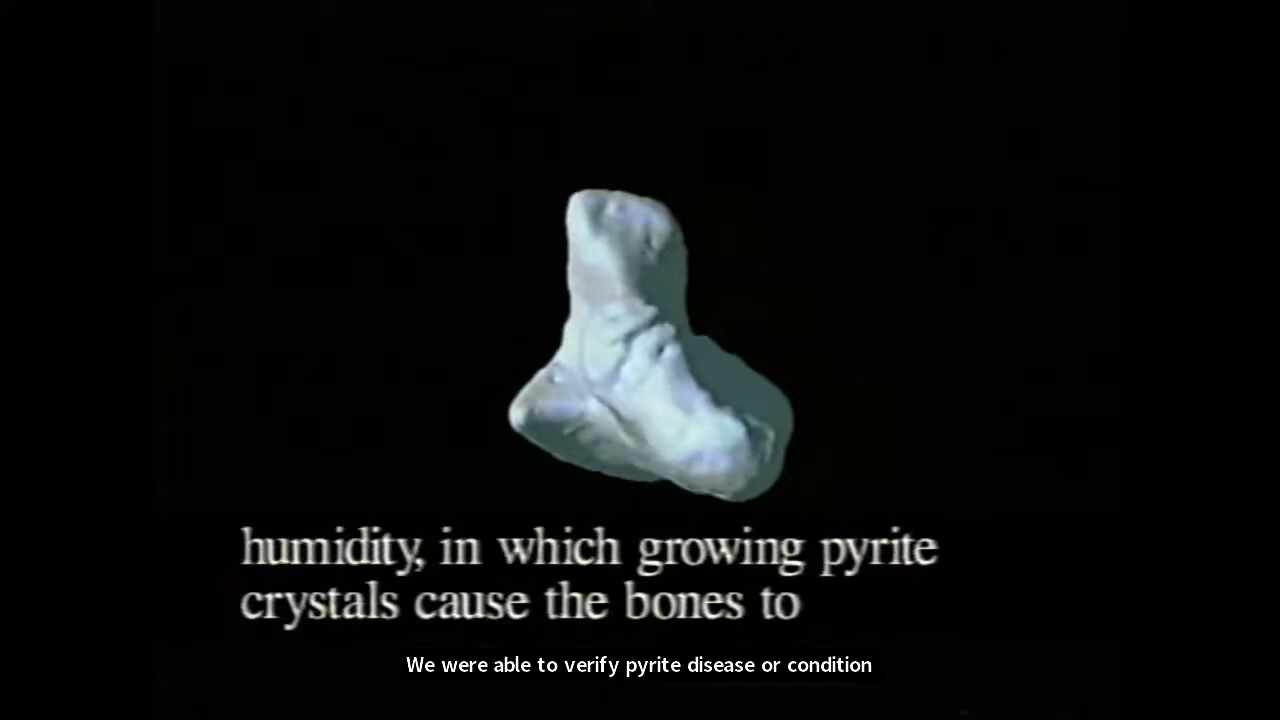 humidity, in which growing pyrite
crystals cause the bones to
We were able to verify pyrite disease or condition